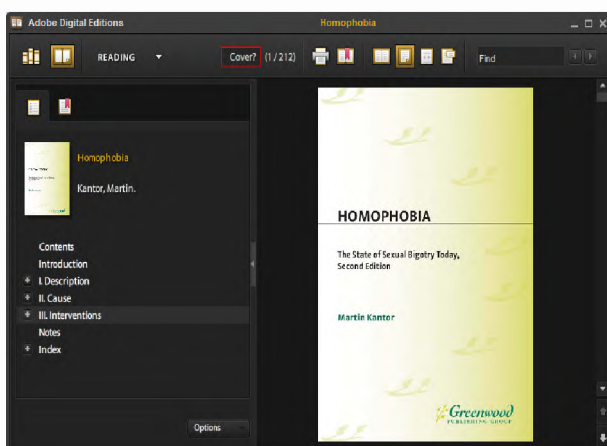 Adobe Digital Editions
Homophobia
READING
Cover?
(1/212)
Find
Homophobia
Kantor, Martin.
Contents
Introduction
I. Description
II. Cause
III. Interventions
Notes
Index
Options
HOMOPHOBIA
The State of Sexual Bigotry Today,
Second Edition
Martin Kantor
Greenwood
PUBLISHING GROUP